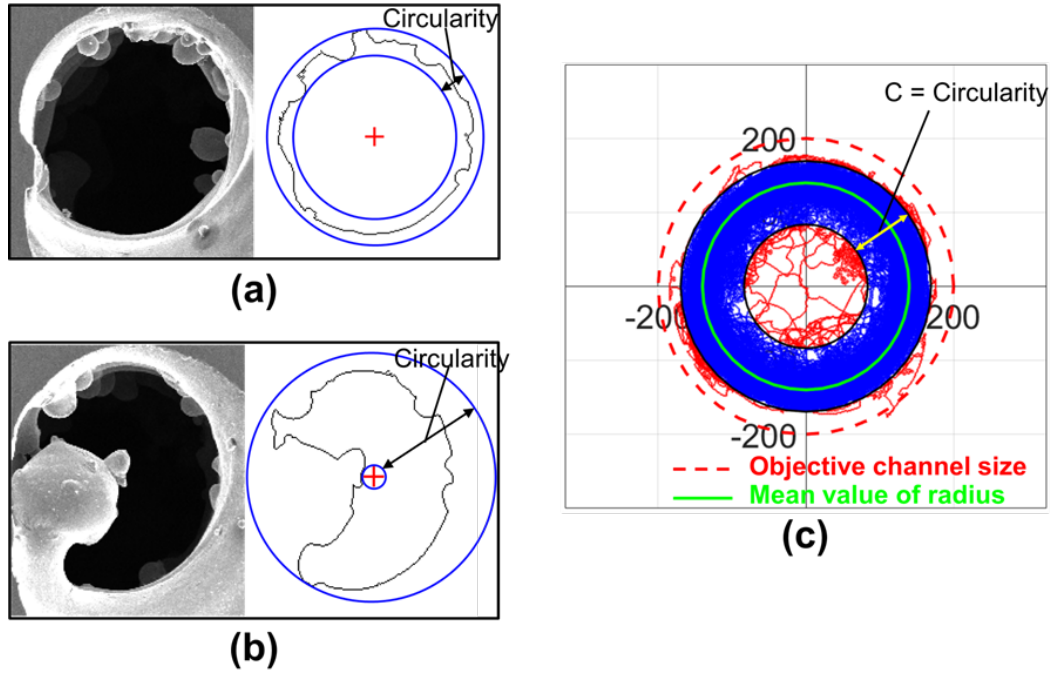 Circularity
(a)
Circularity
(b)
C = Circularity
200
-200
200
-200
Objective channel size
Mean value of radius
(c)